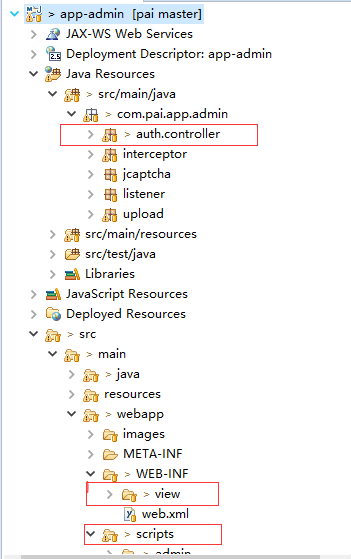 > app-admin [pai master]
JAX-WS Web Services
Deployment Descriptor: app-admin
Java Resources
> src/main/java
> com.pai.app.admin
> auth.controller
interceptor
jcaptcha
listener
upload
> src/main/resources
> src/test/java
Libraries
JavaScript Resources
Deployed Resources
> src
> main
> java
resources
> webapp
> images
META-INF
> WEB-INF
> view
web.xml
> scripts
> admin